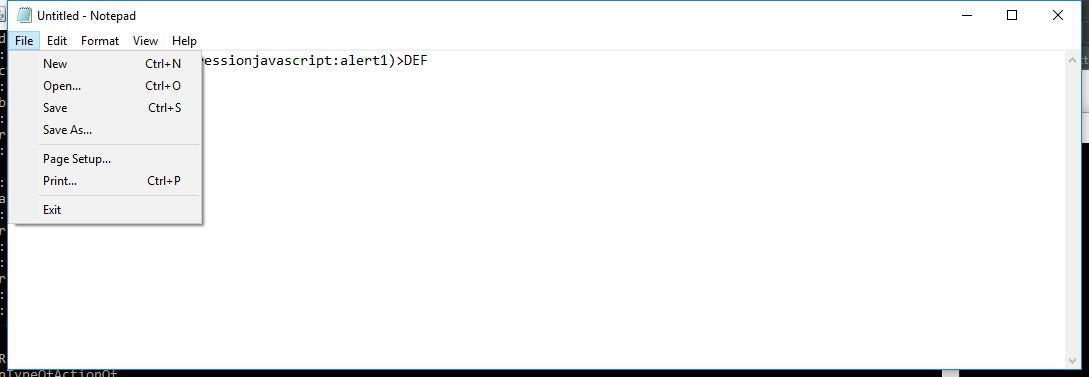 Untitled - Notepad
File Edit Format View Help
New Ctrl+N
Open... Ctrl+O
Save Ctrl+S
Save As...
Page Setup...
Print... Ctrl+P
Exit
essionjavascript:alert1)>DEF
nTypeOfActionOf